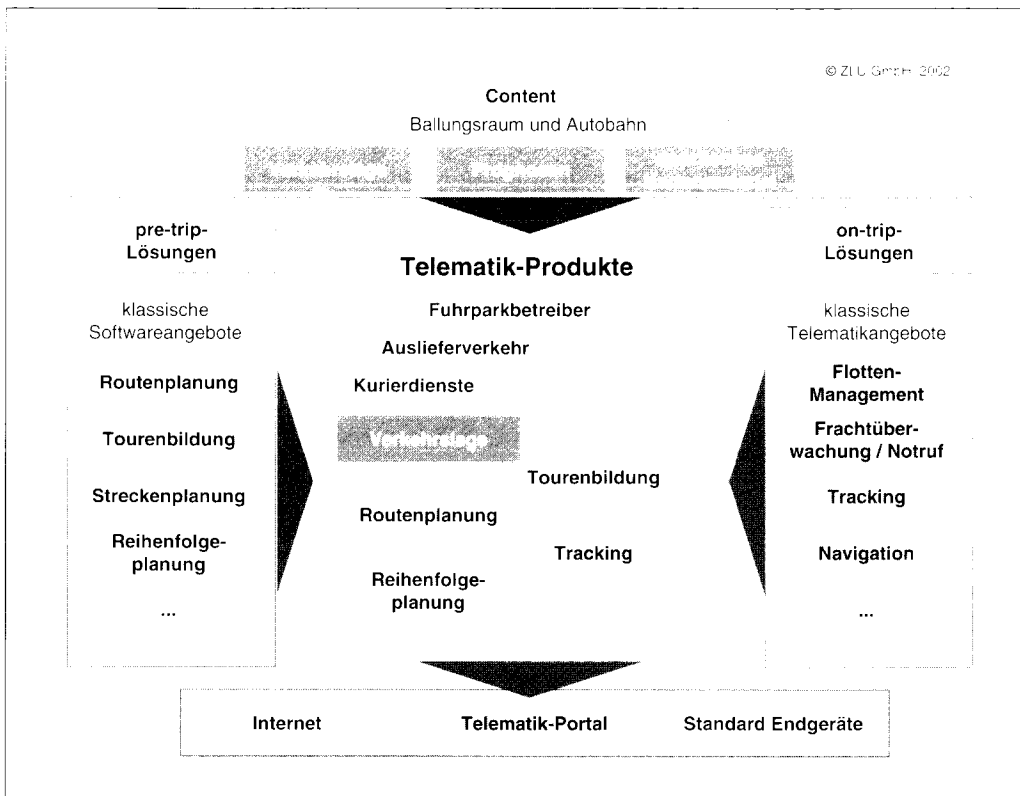 © ZLU GmbH 2002
Content
Ballungsraum und Autobahn
pre-trip-
Lösungen
klassische
Softwareangebote
Routenplanung
Tourenbildung
Streckenplanung
Reihenfolge-
planung
...
Telematik-Produkte
Fuhrparkbetreiber
Auslieferverkehr
Kurierdienste
Verkehrslage
Tourenbildung
Routenplanung
Tracking
Reihenfolge-
planung
on-trip-
Lösungen
klassische
Telematikangebote
Flotten-
Management
Frachtüber-
wachung / Notruf
Tracking
Navigation
...
Internet Telematik-Portal Standard Endgeräte